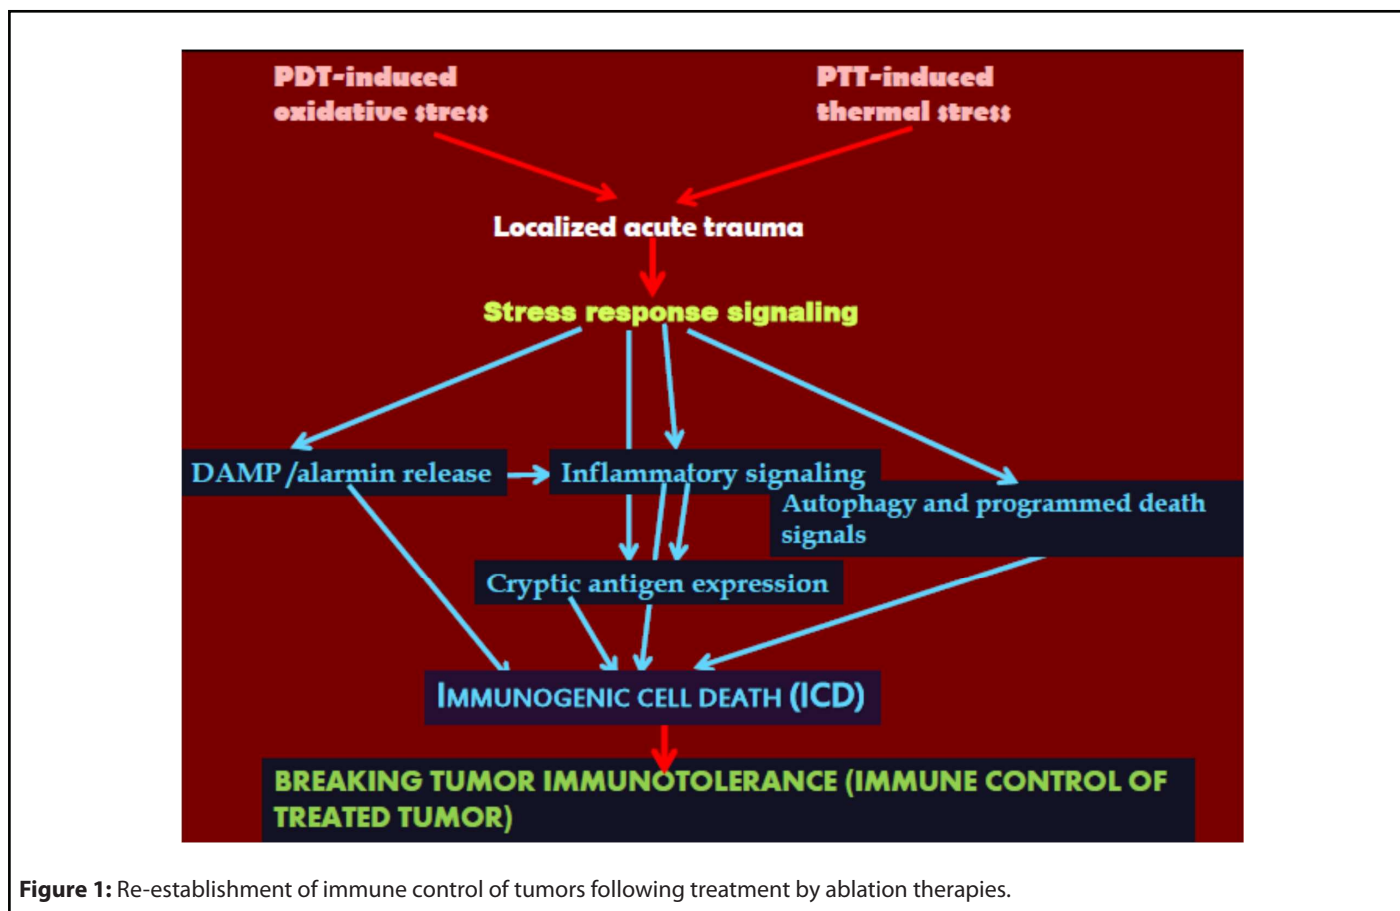 PDT-induced
oxidative stress
PTT-induced
thermal stress
Localized acute trauma
Stress response signaling
DAMP/alarmin release
Inflammatory signaling
Autophagy and programmed death
signals
Cryptic antigen expression
IMMUNOGENIC CELL DEATH (ICD)
BREAKING TUMOR IMMUNOTOLERANCE (IMMUNE CONTROL OF
TREATED TUMOR)
Figure 1: Re-establishment of immune control of tumors following treatment by ablation therapies.